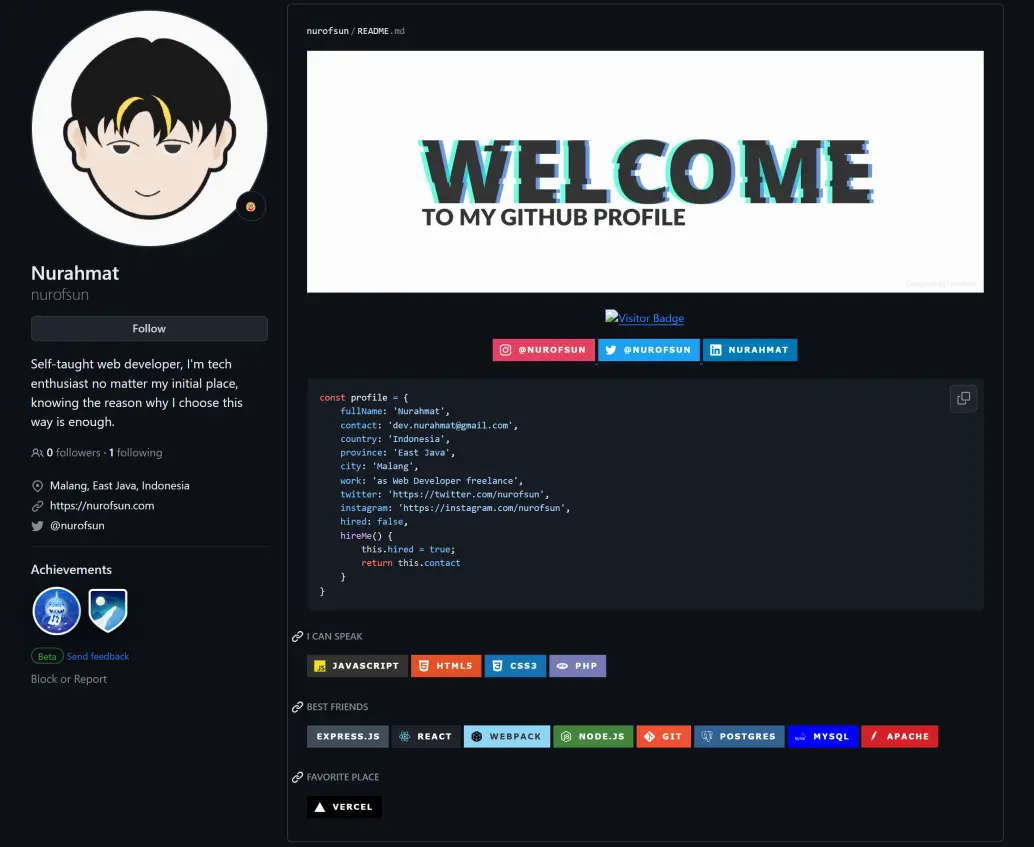 nurofsun/README.md
WELCOME
TO MY GITHUB PROFILE
Nurahmat
nurofsun
Follow
Self-taught web developer, I'm tech
enthusiast no matter my initial place,
knowing the reason why I choose this
way is enough.
0 followers · 1 following
Malang, East Java, Indonesia
https://nurofsun.com
@nurofsun
Achievements
Beta Send feedback
Block or Report
Visitor Badge
@NUROFSUN @NUROFSUN NURAHMAT
const profile = {
    fullName: 'Nurahmat',
    contact: 'dev.nurahmat@gmail.com',
    country: 'Indonesia',
    province: 'East Java',
    city: 'Malang',
    work: 'as Web Developer freelance',
    twitter: 'https://twitter.com/nurofsun',
    instagram: 'https://instagram.com/nurofsun',
    hired: false,
    hireMe() {
        this.hired = true;
        return this.contact
    }
}
I CAN SPEAK
JAVASCRIPT HTML5 CSS3 PHP
BEST FRIENDS
EXPRESS.JS REACT WEBPACK NODE.JS GIT POSTGRES MYSQL APACHE
FAVORITE PLACE
VERCEL